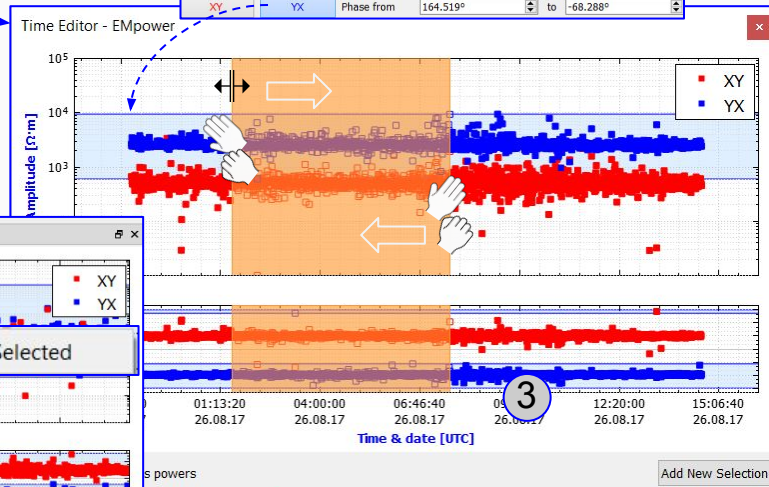 XY YX Phase from 164.519° to -68.288°
Time Editor - EMpower
XY
YX
10⁵
10⁴
10³
Amplitude [Ω·m]
XY
YX
Selected
01:13:20 04:00:00 06:46:40 12:20:00 15:06:40
26.08.17 26.08.17 26.08.17 26.08.17 26.08.17 26.08.17
3
Time & date [UTC]
s powers
Add New Selection